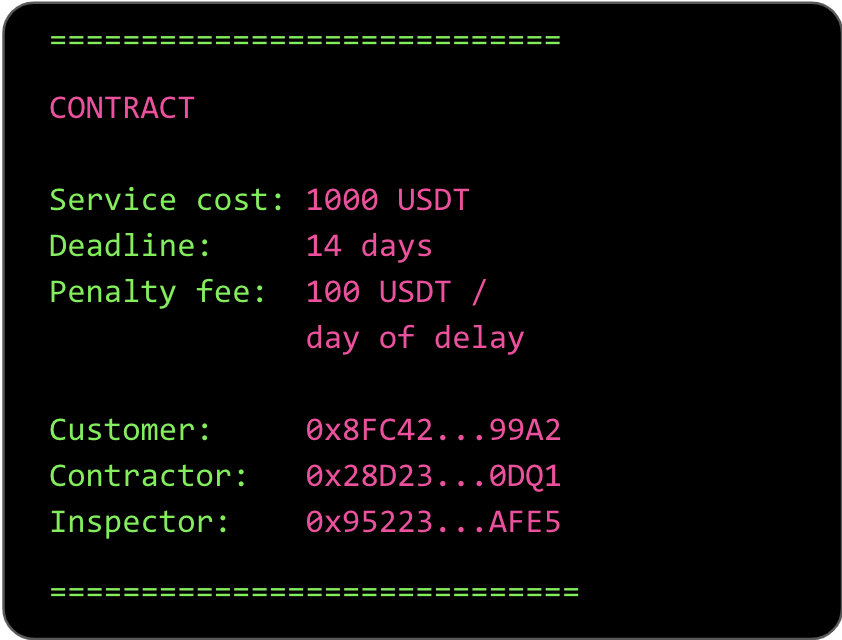 ============================
CONTRACT
Service cost: 1000 USDT
Deadline:     14 days
Penalty fee:  100 USDT /
              day of delay
Customer:     0x8FC42...99A2
Contractor:   0x28D23...0DQ1
Inspector:    0x95223...AFE5
=============================